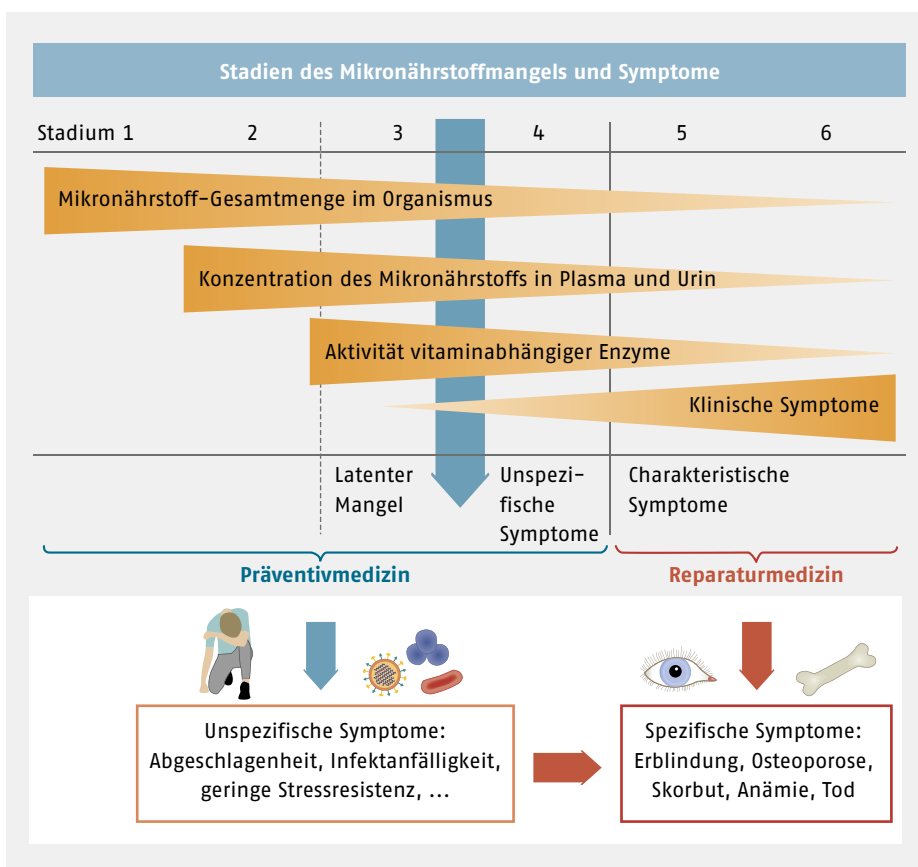 Stadien des Mikronährstoffmangels und Symptome
Stadium 1 2 3 4 5 6
Mikronährstoff-Gesamtmenge im Organismus
Konzentration des Mikronährstoffs in Plasma und Urin
Aktivität vitaminabhängiger Enzyme
Klinische Symptome
Latenter
Mangel
Unspezi-
fische
Symptome
Charakteristische
Symptome
Präventivmedizin
Reparaturmedizin
Unspezifische Symptome:
Abgeschlagenheit, Infektanfälligkeit,
geringe Stressresistenz, ...
Spezifische Symptome:
Erblindung, Osteoporose,
Skorbut, Anämie, Tod